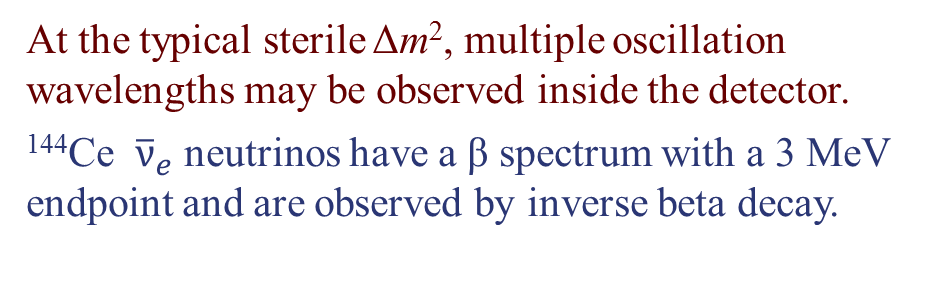 At the typical sterile Δm², multiple oscillation
wavelengths may be observed inside the detector.
¹⁴⁴Ce ν̅ₑ neutrinos have a β spectrum with a 3 MeV
endpoint and are observed by inverse beta decay.